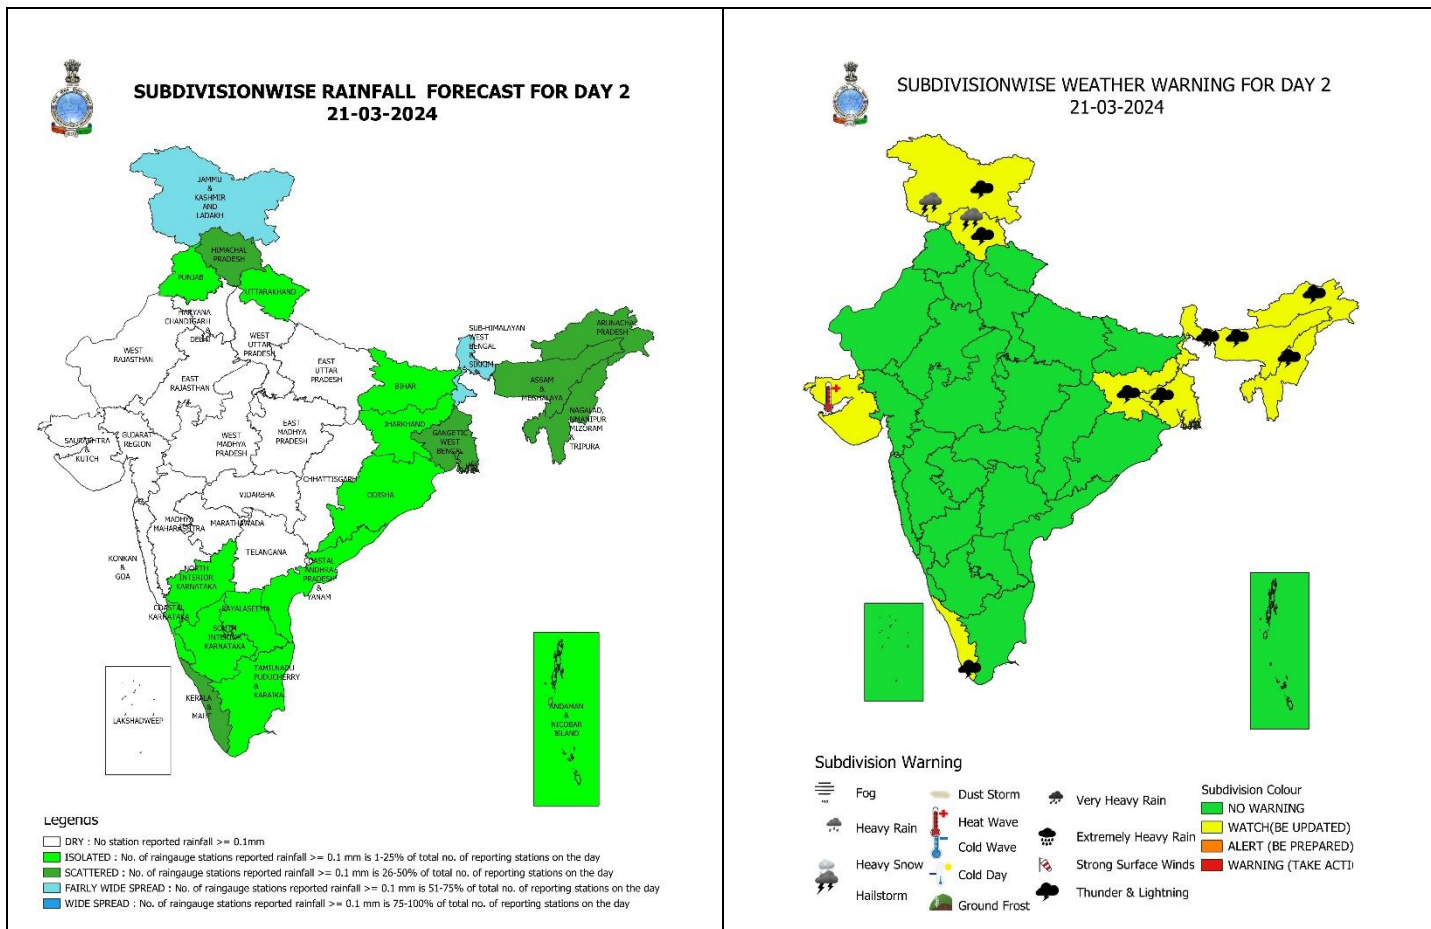 SUBDIVISIONWISE RAINFALL FORECAST FOR DAY 2
21-03-2024
JAMMU
&
KASHMIR
AND
LADAKH
HIMACHAL
PRADESH
PUNJAB
UTTARAKHAND
HARYANA
CHANDIGARH
&
DELHI
WEST
UTTAR
PRADESH
WEST
RAJASTHAN
EAST
RAJASTHAN
EAST
UTTAR
PRADESH
SUB-HIMALAYAN
WEST
BENGAL
&
SIKKIM
ARUNACHAL
PRADESH
ASSAM
&
MEGHALAYA
NAGALAD,
MANIPUR
MIZORAM
&
TRIPURA
BIHAR
JHARKHAND
GANGETIC
WEST
BENGAL
SAURASHTRA
&
KUTCH
GUJARAT
REGION
WEST
MADHYA
PRADESH
EAST
MADHYA
PRADESH
CHHATTISGARH
ODISHA
VIDARBHA
MADHYA
MAHARASHTRA
MARATHAWADA
TELANGANA
KONKAN
&
GOA
NORTH
INTERIOR
KARNATAKA
COASTAL
ANDHRA
PRADESH
&
YANAM
COASTAL
KARNATAKA
RAYALASEEMA
SOUTH
INTERIOR
KARNATAKA
TAMILNADU
PUDUCHERRY
&
KARAIKAL
KERALA
&
MAHE
LAKSHADWEEP
ANDAMAN
&
NICOBAR
ISLAND
Legends
DRY : No station reported rainfall >= 0.1mm
ISOLATED : No. of raingauge stations reported rainfall >= 0.1 mm is 1-25% of total no. of reporting stations on the day
SCATTERED : No. of raingauge stations reported rainfall >= 0.1 mm is 26-50% of total no. of reporting stations on the day
FAIRLY WIDE SPREAD : No. of raingauge stations reported rainfall >= 0.1 mm is 51-75% of total no. of reporting stations on the day
WIDE SPREAD : No. of raingauge stations reported rainfall >= 0.1 mm is 75-100% of total no. of reporting stations on the day
SUBDIVISIONWISE WEATHER WARNING FOR DAY 2
21-03-2024
Subdivision Warning
Fog
Heavy Rain
Heavy Snow
Hailstorm
Dust Storm
Heat Wave
Cold Wave
Cold Day
Ground Frost
Very Heavy Rain
Extremely Heavy Rain
Strong Surface Winds
Thunder & Lightning
Subdivision Colour
NO WARNING
WATCH(BE UPDATED)
ALERT (BE PREPARED)
WARNING (TAKE ACTI